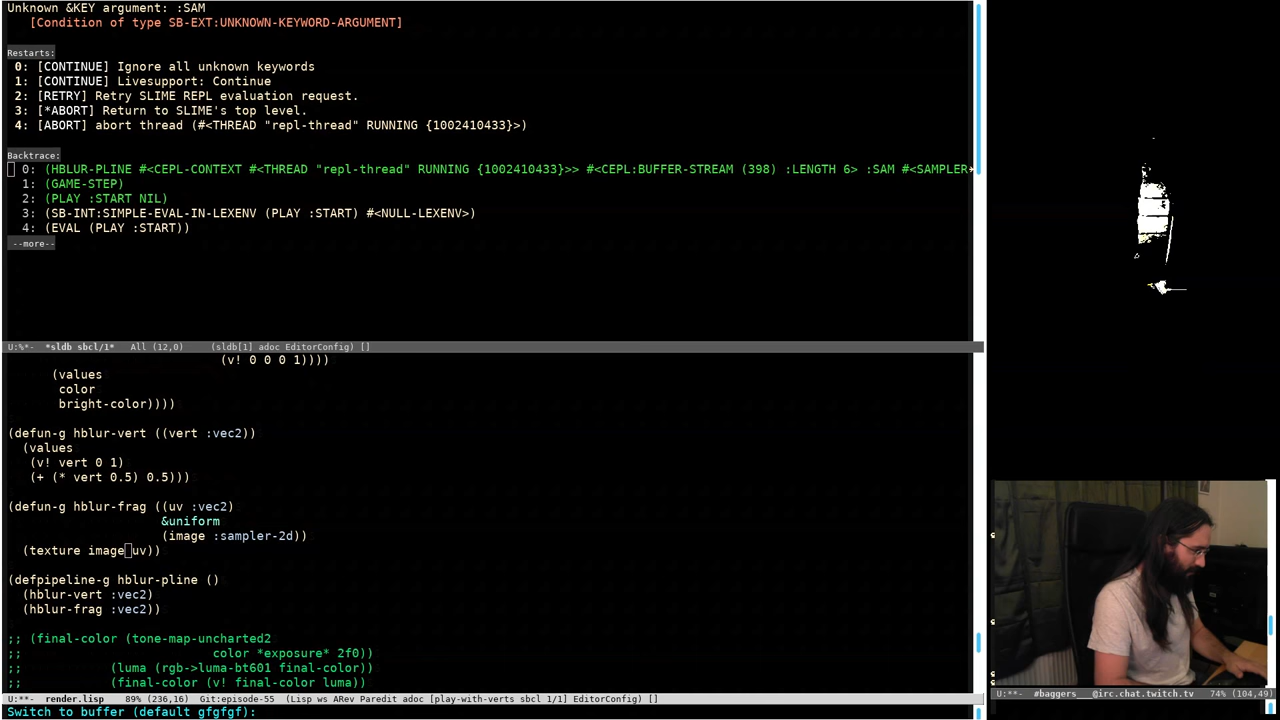 Unknown &KEY argument: :SAM
[Condition of type SB-EXT:UNKNOWN-KEYWORD-ARGUMENT]
Restarts:
0: [CONTINUE] Ignore all unknown keywords
1: [CONTINUE] Livesupport: Continue
2: [RETRY] Retry SLIME REPL evaluation request.
3: [*ABORT] Return to SLIME's top level.
4: [ABORT] abort thread (#<THREAD "repl-thread" RUNNING {1002410433}>)
Backtrace:
0: (HBLUR-PLINE #<CEPL-CONTEXT #<THREAD "repl-thread" RUNNING {1002410433}>> #<CEPL:BUFFER-STREAM (398) :LENGTH 6> :SAM #<SAMPLER
1: (GAME-STEP)
2: (PLAY :START NIL)
3: (SB-INT:SIMPLE-EVAL-IN-LEXENV (PLAY :START) #<NULL-LEXENV>)
4: (EVAL (PLAY :START))
--more--
U:%*-  *sldb sbcl/1*   All (12,0)     (sldb[1] adoc EditorConfig) []
(v! 0 0 0 1))))
(values
color
bright-color))))
(defun-g hblur-vert ((vert :vec2))
(values
(v! vert 0 1)
(+ (* vert 0.5) 0.5)))
(defun-g hblur-frag ((uv :vec2)
&uniform
(image :sampler-2d))
(texture image uv))
(defpipeline-g hblur-pline ()
(hblur-vert :vec2)
(hblur-frag :vec2))
;; (final-color (tone-map-uncharted2
;;                          color *exposure* 2f0))
;;            (luma (rgb->luma-bt601 final-color))
;;            (final-color (v! final-color luma))
U:**-  render.lisp    89% (236,16)   Git:episode-55  (Lisp ws ARev Paredit adoc [play-with-verts sbcl 1/1] EditorConfig) []
U:**-  #baggers___@irc.chat.twitch.tv   74% (104,49)
Switch to buffer (default gfgfgf):